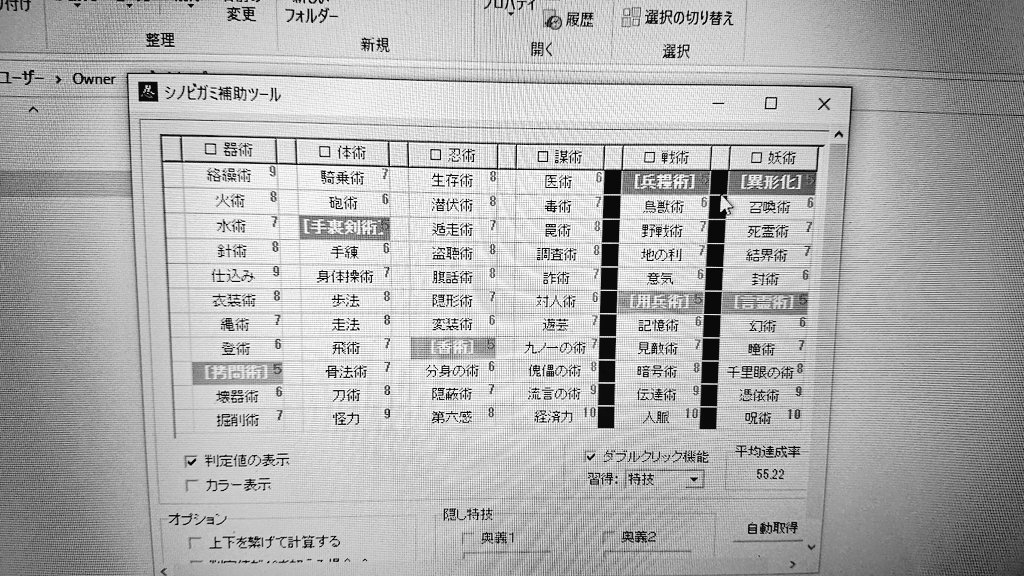 変更
フォルダー
プロパティ
履歴
選択の切り替え
整理
新規
開く
選択
ユーザー › Owner
シノビガミ補助ツール
器術 体術 忍術 謀術 戦術 妖術
絡繰術 9 騎乗術 7 生存術 8 医術 6 [兵糧術] 5 [異形化] 5
火術 8 砲術 6 潜伏術 8 毒術 7 鳥獣術 6 召喚術 6
水術 7 [手裏剣術] 5 遁走術 7 罠術 8 野戦術 7 死霊術 7
針術 8 手練 6 盗聴術 8 調査術 8 地の利 7 結界術 7
仕込み 9 身体操術 7 腹話術 8 詐術 7 意気 6 封術 6
衣装術 8 歩法 8 隠形術 7 対人術 6 [用兵術] 5 [言霊術] 5
縄術 7 走法 8 変装術 6 遊芸 7 記憶術 6 幻術 6
登術 6 飛術 7 [香術] 5 九ノ一の術 7 見敵術 7 瞳術 7
[拷問術] 5 骨法術 7 分身の術 6 傀儡の術 8 暗号術 8 千里眼の術 8
壊器術 6 刀術 8 隠蔽術 7 流言の術 9 伝達術 9 憑依術 9
掘削術 7 怪力 9 第六感 8 経済力 10 人脈 10 呪術 10
判定値の表示
カラー表示
ダブルクリック機能
習得: 特技
平均達成率
55.22
オプション
上下を繋げて計算する
隠し特技
奥義1
奥義2
自動取得